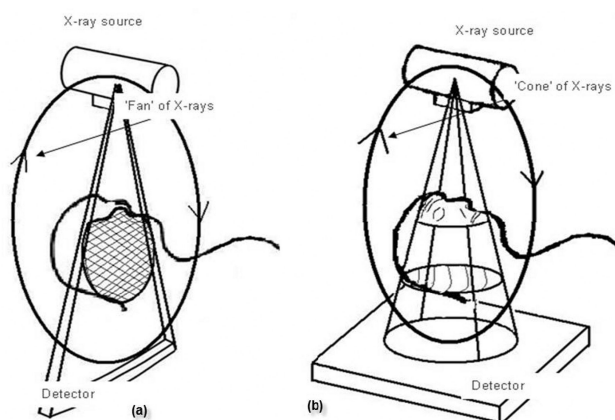 X-ray source
'Fan' of X-rays
Detector
(a)
X-ray source
'Cone' of X-rays
Detector
(b)